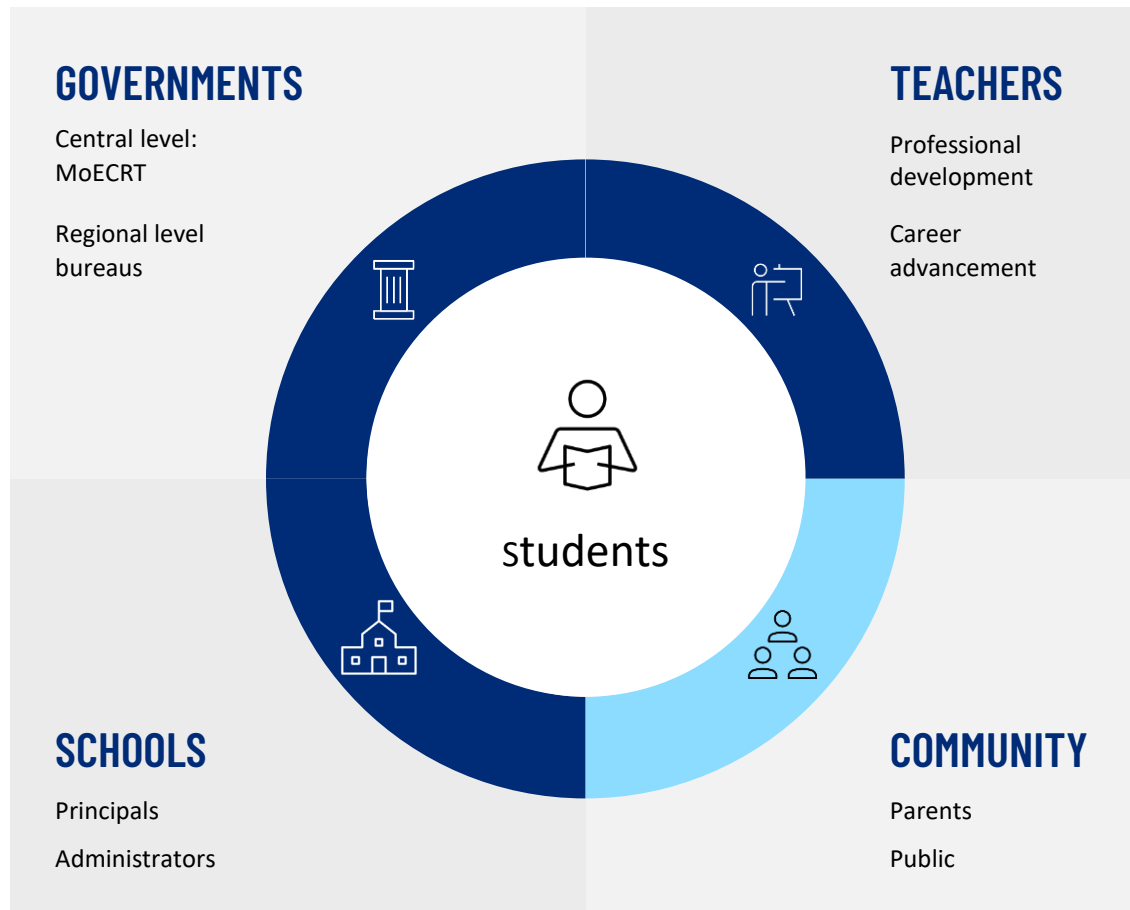 GOVERNMENTS
Central level:
MoECRT
Regional level
bureaus
TEACHERS
Professional
development
Career
advancement
students
SCHOOLS
Principals
Administrators
COMMUNITY
Parents
Public